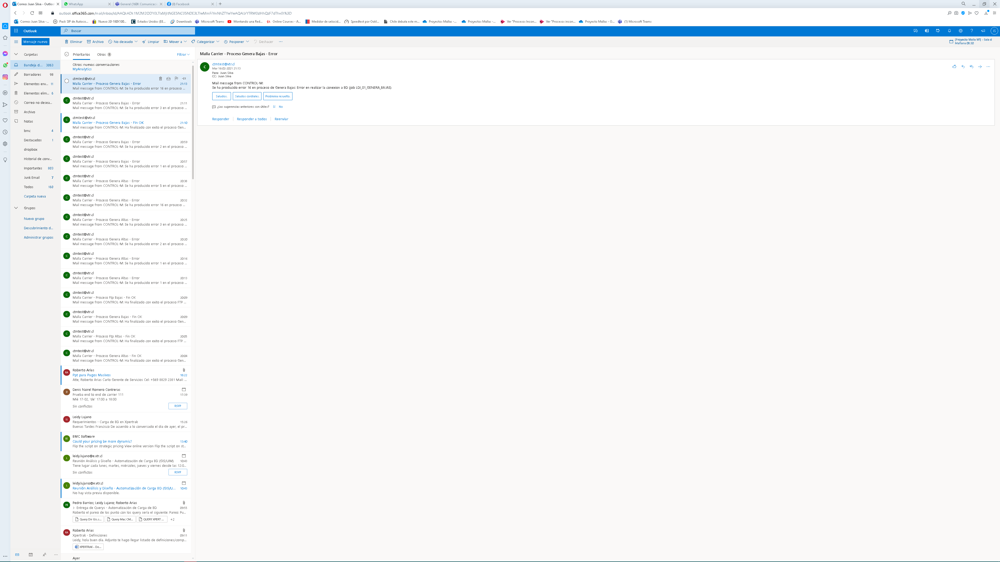 Correo: Juan Silva - Outlook
WhatsApp
General (160K Comunicaci
(8) Facebook
outlook.office365.com/mail/inbox/id/
Correo: Juan Silva -...
Pack SIP de Autoco...
Nuevo 20-180X100...
Estados Unidos (EE...
Downloads
Microsoft Teams
Montando una Red...
Online Courses - A...
Medidor de velocid...
Speedtest por Ookl...
Chile debuta este m...
Proyectos Mallas -...
Proyectos Mallas -...
Ver "Procesos Incon...
Ver "Procesos incon...
Proyecto Mallas - O...
(1) Microsoft Teams
Outlook
Buscar
JS
Mensaje nuevo
Eliminar
Archivo
No deseado
Limpiar
Mover a
Categorizar
Posponer
Deshacer
[Proyecto Malla M1] - Sala d
Mañana 08:30
Carpetas
Bandeja d... 3063
Borradores 98
Elementos env... 11
Elementos elim... 6
Correo no desea...
Archivo
Notas
bmc 4
Destacados 1
dropbox
Historial de conv...
Importantes 803
Junk Email 7
Todos 160
Carpeta nueva
Grupos
Nuevo grupo
Descubrimiento d...
Administrar grupos
Prioritarios
Otros 1
Filtrar
Otros: nuevas conversaciones
MyAnalytics
ctmtest@vtr.cl
Malla Carrier - Proceso Genera Bajas - Error 21:13
Mail message from CONTROL-M: Se ha producido error 16 en proceso ...
C
ctmtest@vtr.cl
Malla Carrier - Proceso Genera Bajas - Error 21:11
Mail message from CONTROL-M: Se ha producido error 3 en el proceso ...
C
ctmtest@vtr.cl
Malla Carrier - Proceso Genera Bajas - Fin OK 21:10
Mail message from CONTROL-M: Ha finalizado con exito el proceso Gen...
C
ctmtest@vtr.cl
Malla Carrier - Proceso Genera Bajas - Error 20:59
Mail message from CONTROL-M: Se ha producido error 2 en el proceso ...
C
ctmtest@vtr.cl
Malla Carrier - Proceso Genera Bajas - Error 20:57
Mail message from CONTROL-M: Se ha producido error 1 en el proceso ...
C
ctmtest@vtr.cl
Malla Carrier - Proceso Genera Altas - Error 20:38
Mail message from CONTROL-M: Se ha producido error 5 en el proceso ...
C
ctmtest@vtr.cl
Malla Carrier - Proceso Genera Altas - Error 20:32
Mail message from CONTROL-M: Se ha producido error 16 en proceso ...
C
ctmtest@vtr.cl
Malla Carrier - Proceso Genera Altas - Error 20:25
Mail message from CONTROL-M: Se ha producido error 3 en el proceso ...
C
ctmtest@vtr.cl
Malla Carrier - Proceso Genera Altas - Error 20:20
Mail message from CONTROL-M: Se ha producido error 2 en el proceso ...
C
ctmtest@vtr.cl
Malla Carrier - Proceso Genera Altas - Error 20:16
Mail message from CONTROL-M: Se ha producido error 1 en el proceso ...
C
ctmtest@vtr.cl
Malla Carrier - Proceso Genera Altas - Error 20:13
Mail message from CONTROL-M: Se ha producido error 1 en el proceso ...
C
ctmtest@vtr.cl
Malla Carrier - Proceso Ftp Bajas - Fin OK 20:09
Mail message from CONTROL-M: Ha finalizado con exito el proceso FTP ...
C
ctmtest@vtr.cl
Malla Carrier - Proceso Genera Bajas - Fin OK 20:09
Mail message from CONTROL-M: Ha finalizado con exito el proceso Gen...
C
ctmtest@vtr.cl
Malla Carrier - Proceso Ftp Altas - Fin OK 20:05
Mail message from CONTROL-M: Ha finalizado con exito el proceso FTP ...
C
ctmtest@vtr.cl
Malla Carrier - Proceso Genera Altas - Fin OK 20:04
Mail message from CONTROL-M: Ha finalizado con exito el proceso Gen...
RA
Roberto Arias
Ppt para Pagos Masivos 18:22
Atte, Roberto Arias Carlo Gerente de Servicios Cel: +569 8829 2381 Mail: ...
D
Denis Nairel Romero Contreras
Prueba end to end de carrier 111 17:39
Mié 17-02, 'de' 17:00 a 18:00
Sin conflictos RSVP
LL
Leidy Lujano
Requerimientos - Carga de BD en Xpertrak 15:26
Buenas Tardes Francisco De acuerdo a lo conversado el dia de ayer, el pr...
BS
BMC Software
Could your pricing be more dynamic? 13:40
Flip the script on strategic pricing View online version Flip the script on st...
L
leidy.lujano@e.vtr.cl
Reunión Análisis y Diseño - Automatización de Carga BD (GIS/UIM) 10:43
Tiene lugar cada lunes, martes, miércoles, jueves y viernes desde las 12:0...
Sin conflictos RSVP
L
leidy.lujano@e.vtr.cl
Reunión Análisis y Diseño - Automatización de Carga BD (GIS/U... 10:43
No hay vista previa disponible.
PB
Pedro Barrios; Leidy Lujano; Roberto Arias
Entrega de Querys - Automatización de Carga de BD 09:55
Roberto el pareo de los punto con los query sería el siguiente: Pareo: Pu...
Query Dir Gis.s...
Query Mac CM...
QUERY XPERT ...
+2
RA
Roberto Arias
Xpertrak - Definiciones 09:11
Leidy, hola buen día. Adjunto te hago llegar listado de definiciones/comp...
XPERTRAK - De...
Ayer
Malla Carrier - Proceso Genera Bajas - Error
C
ctmtest@vtr.cl
Mar 16-02-2021 21:13
Para: Juan Silva
CC: Juan Silva
Mail message from CONTROL-M:
Se ha producido error 16 en proceso de Genera Bajas: Error en realizar la conexion a BD (job LDI_01_GENERA_BAJAS)
Saludos.
Saludos cordiales.
Problema resuelto.
¿Las sugerencias anteriores son útiles? Sí No
Responder
Responder a todos
Reenviar